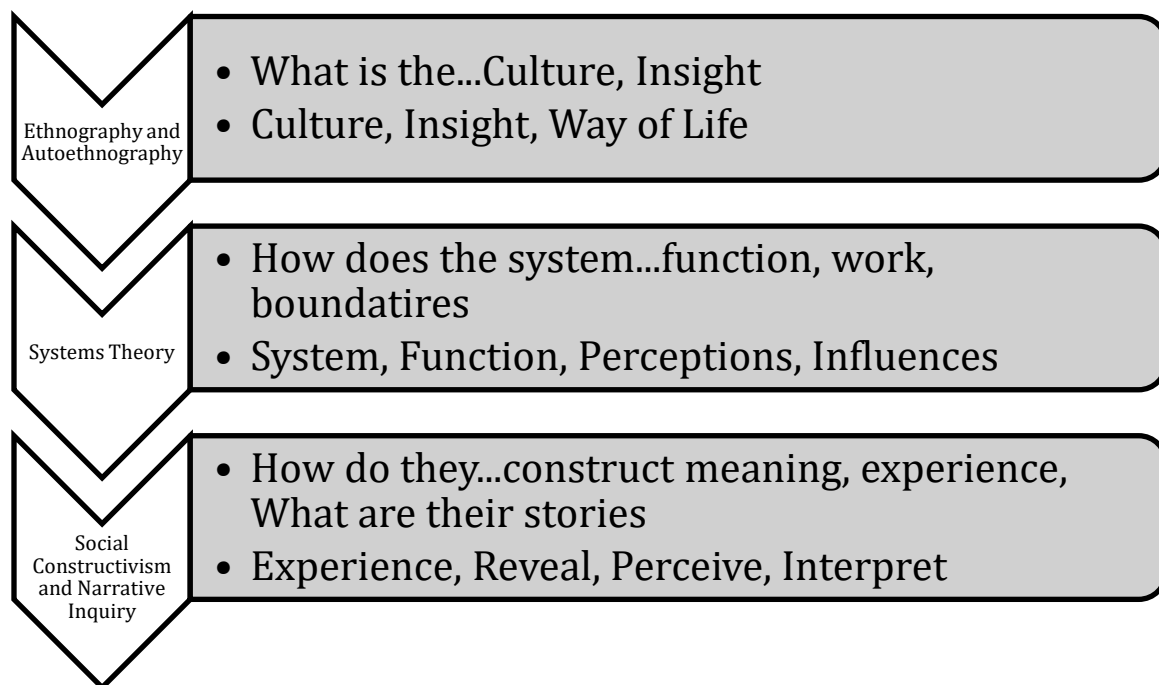 Ethnography and
Autoethnography
• What is the...Culture, Insight
• Culture, Insight, Way of Life
Systems Theory
• How does the system...function, work,
boundatires
• System, Function, Perceptions, Influences
Social
Constructivism
and Narrative
Inquiry
• How do they...construct meaning, experience,
What are their stories
• Experience, Reveal, Perceive, Interpret